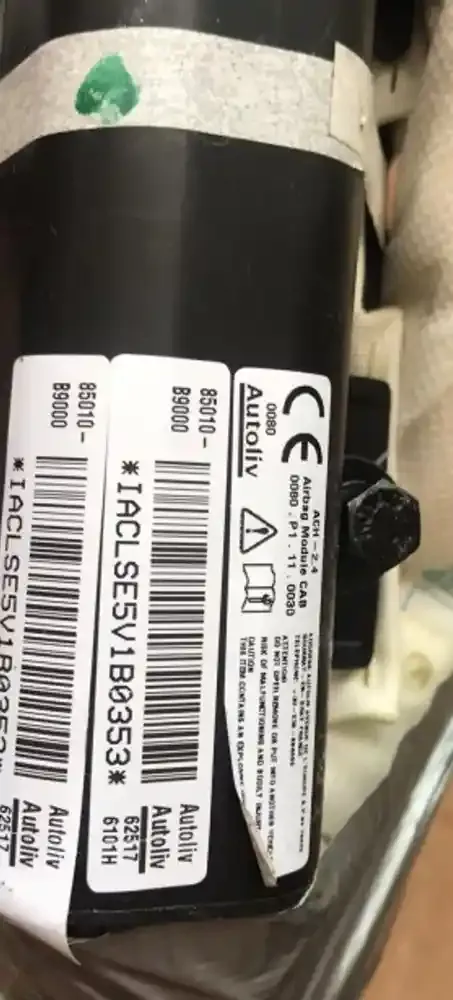 85010-
B9000
*IACLSE5V1B0353*
Autoliv
Autoliv
62517
85010-
B9000
*IACLSE5V1B0353*
Autoliv
Autoliv
62517
6101H
CE
0080
Autoliv
ACH-2.4
Airbag Module CAB
0080 . P1 . 11 . 0030
ATTENTION!
DO NOT OPEN, REMOVE OR PUT INTO ANOTHER VEHICLE
RISK OF MALFUNCTIONING AND BODILY INJURY
CAUTION
THIS ITEM CONTAINS AN EXPLOSIVE